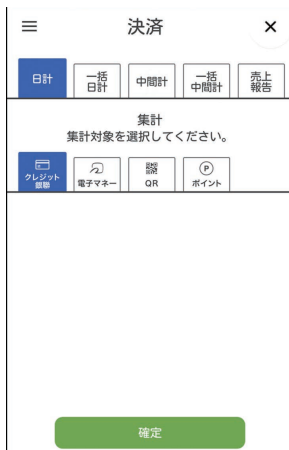 決済
日計
一括
日計
中間計
一括
中間計
売上
報告
集計
集計対象を選択してください。
クレジット
銀聯
電子マネー
QR
P
ポイント
確定